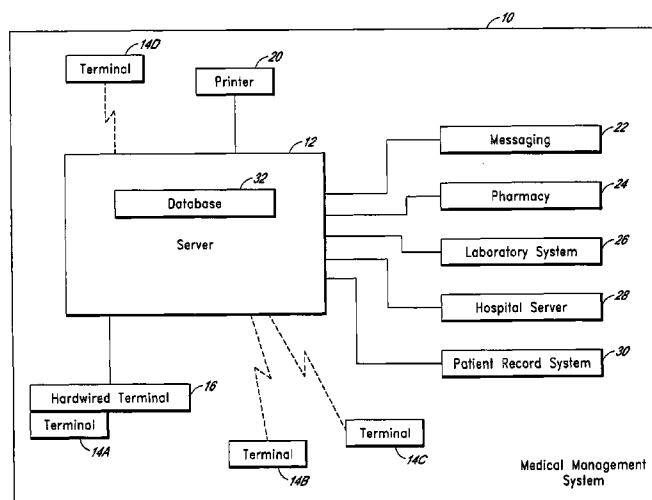 10
14D
Terminal
20
Printer
12
22
Messaging
32
Database
24
Pharmacy
Server
26
Laboratory System
28
Hospital Server
30
Patient Record System
16
Hardwired Terminal
Terminal
14A
Terminal
14B
Terminal
14C
Medical Management
System